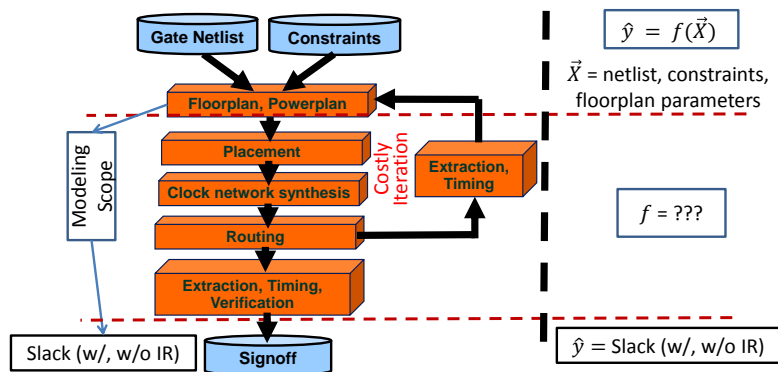 Gate Netlist
Constraints
ŷ = f(X⃗)
Floorplan, Powerplan
X⃗ = netlist, constraints,
floorplan parameters
Modeling
Scope
Placement
Clock network synthesis
Routing
Costly
Iteration
Extraction,
Timing
f = ???
Extraction, Timing,
Verification
Slack (w/, w/o IR)
Signoff
ŷ = Slack (w/, w/o IR)